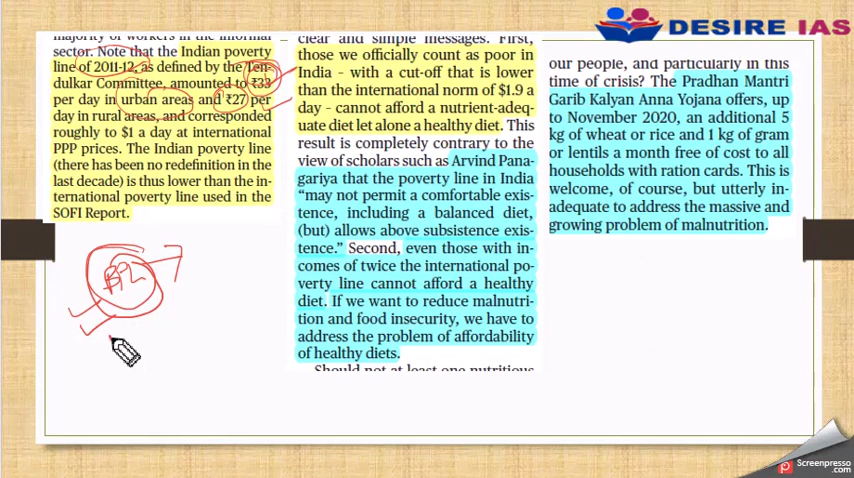 DESIRE IAS
majority of workers in the informal
sector. Note that the Indian poverty
line of 2011-12, as defined by the Ten-
dulkar Committee, amounted to ₹33
per day in urban areas and ₹27 per
day in rural areas, and corresponded
roughly to $1 a day at international
PPP prices. The Indian poverty line
(there has been no redefinition in the
last decade) is thus lower than the in-
ternational poverty line used in the
SOFI Report.
BPL
clear and simple messages. First,
those we officially count as poor in
India - with a cut-off that is lower
than the international norm of $1.9 a
day - cannot afford a nutrient-adeq-
uate diet let alone a healthy diet. This
result is completely contrary to the
view of scholars such as Arvind Pana-
gariya that the poverty line in India
“may not permit a comfortable exis-
tence, including a balanced diet,
(but) allows above subsistence exis-
tence.” Second, even those with in-
comes of twice the international po-
verty line cannot afford a healthy
diet. If we want to reduce malnutri-
tion and food insecurity, we have to
address the problem of affordability
of healthy diets.
Should not at least one nutritious
our people, and particularly in this
time of crisis? The Pradhan Mantri
Garib Kalyan Anna Yojana offers, up
to November 2020, an additional 5
kg of wheat or rice and 1 kg of gram
or lentils a month free of cost to all
households with ration cards. This is
welcome, of course, but utterly in-
adequate to address the massive and
growing problem of malnutrition.
Screenpresso
.com